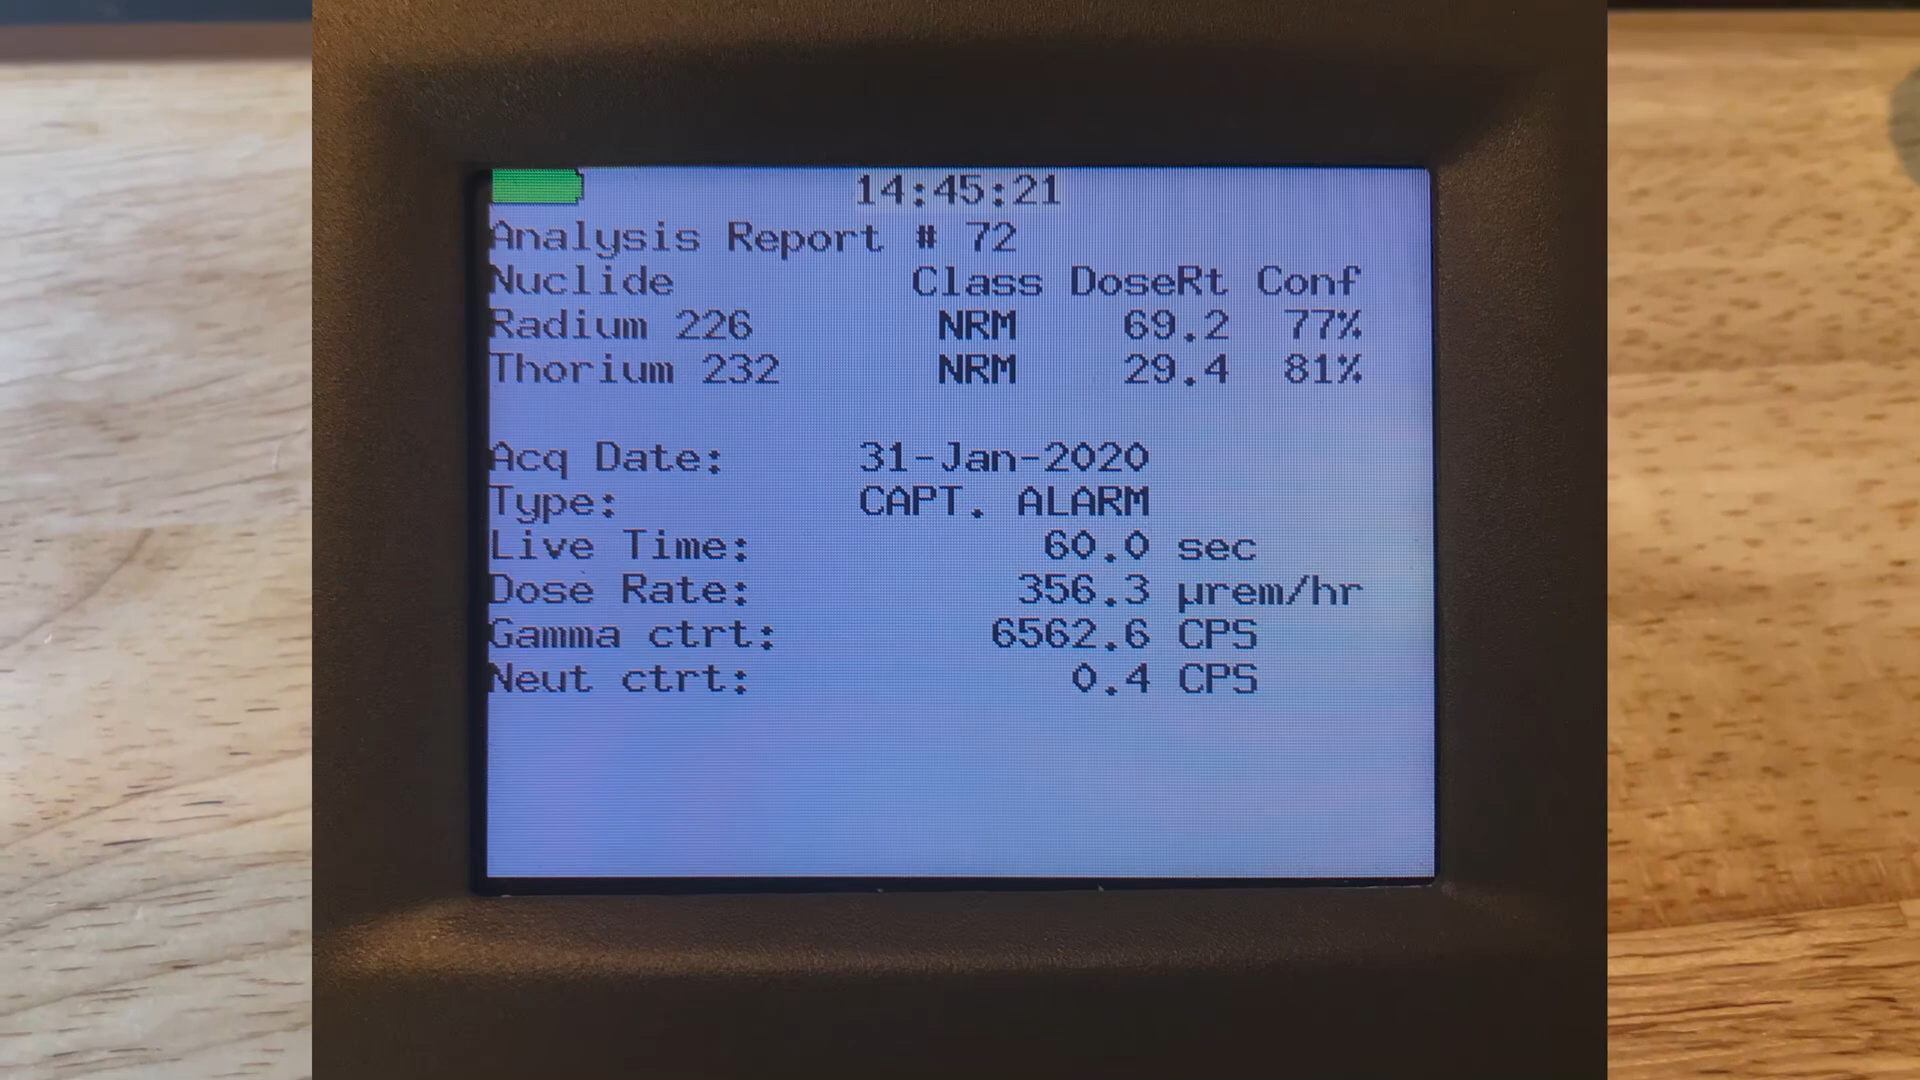 14:45:21
Analysis Report # 72
Nuclide Class DoseRt Conf
Radium 226 NRM 69.2 77%
Thorium 232 NRM 29.4 81%
Acq Date: 31-Jan-2020
Type: CAPT. ALARM
Live Time: 60.0 sec
Dose Rate: 356.3 µrem/hr
Gamma ctrt: 6562.6 CPS
Neut ctrt: 0.4 CPS